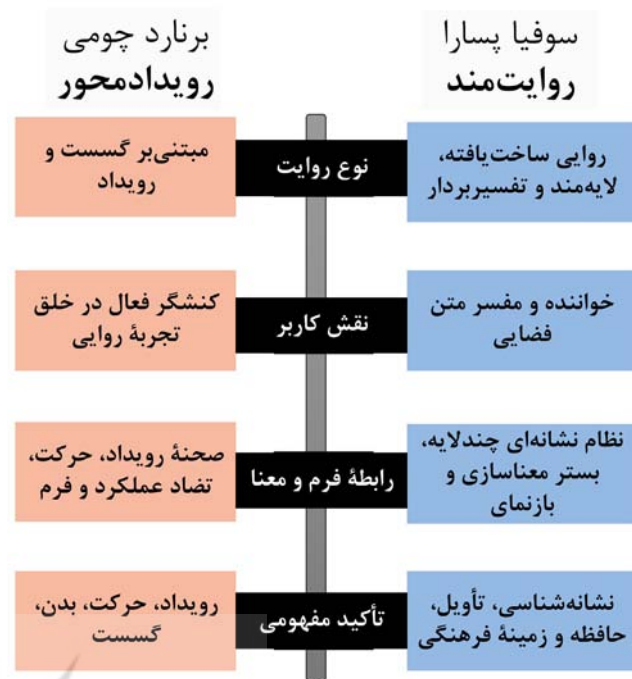 سوفیا پسارا
روایت‌مند
برنارد چومی
رویدادمحور
روایی ساخت‌یافته،
لایه‌مند و تفسیربردار
نوع روایت
مبتنی‌بر گسست و
رویداد
خواننده و مفسر متن
فضایی
نقش کاربر
کنشگر فعال در خلق
تجربهٔ روایی
نظام نشانه‌ای چندلایه،
بستر معناسازی و
بازنمای
رابطهٔ فرم و معنا
صحنهٔ رویداد، حرکت،
تضاد عملکرد و فرم
نشانه‌شناسی، تأویل،
حافظه و زمینهٔ فرهنگی
تأکید مفهومی
رویداد، حرکت، بدن،
گسست